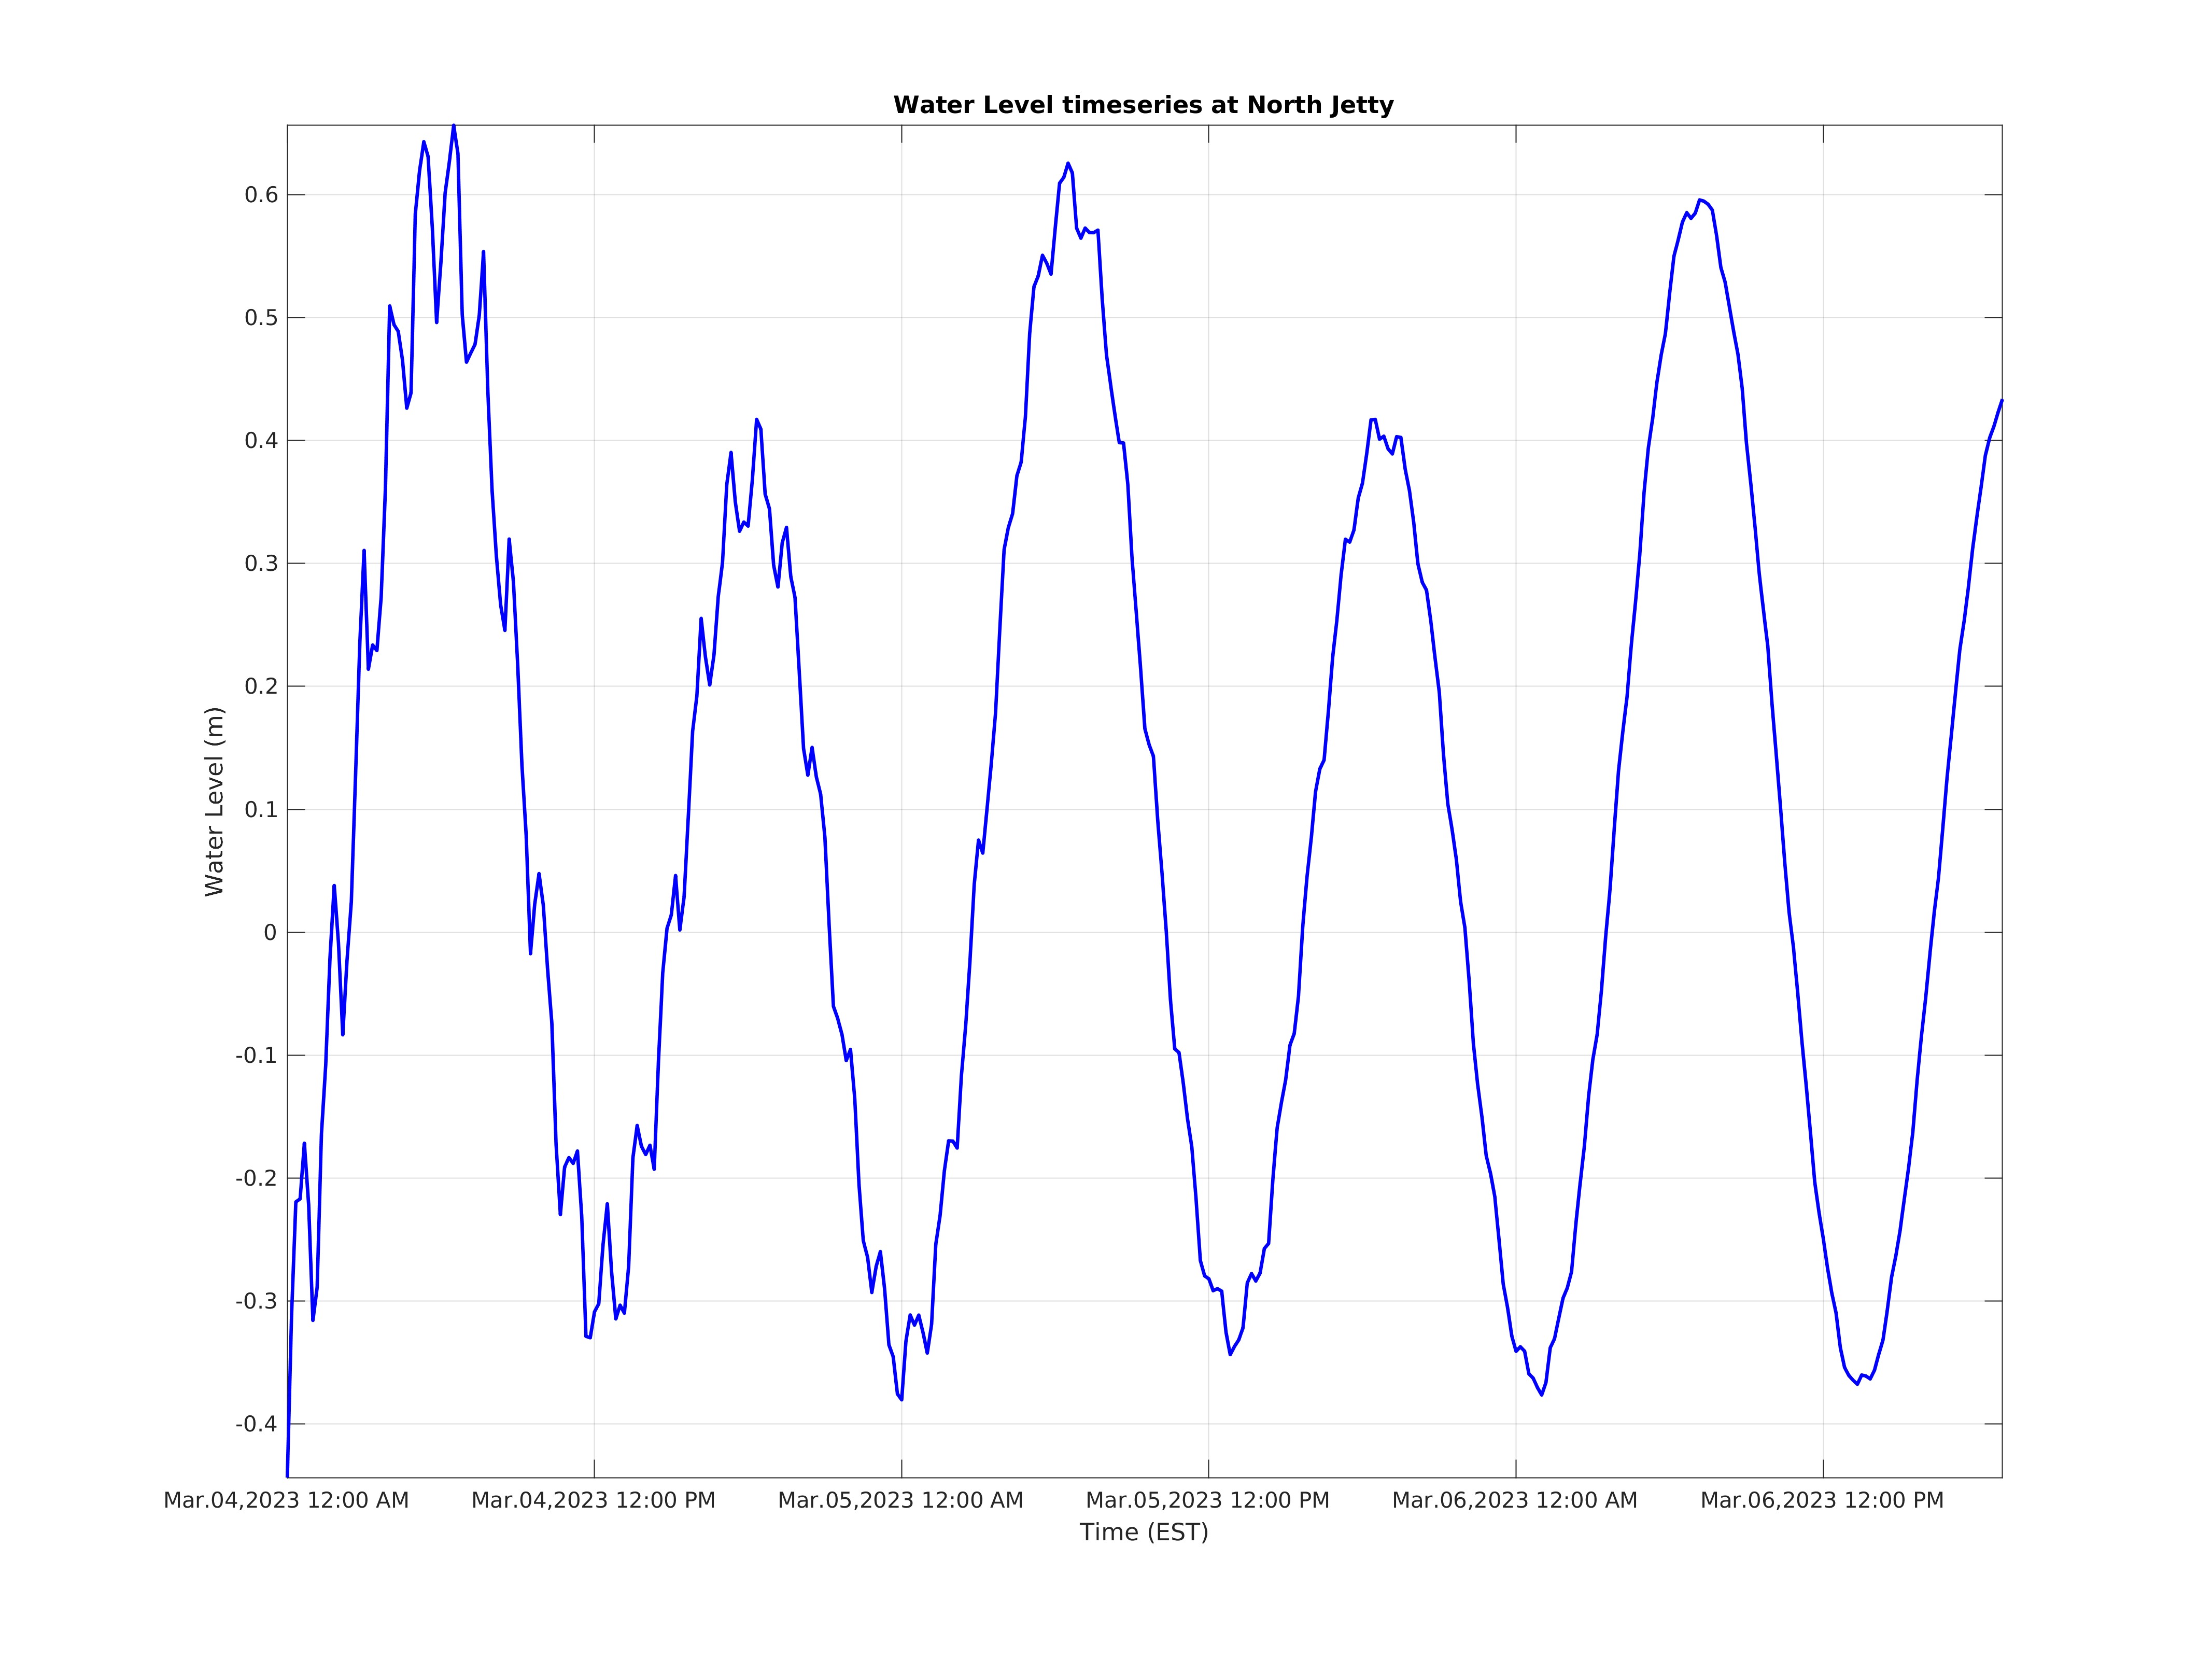 Water Level timeseries at North Jetty
Water Level (m)
0.6
0.5
0.4
0.3
0.2
0.1
0
-0.1
-0.2
-0.3
-0.4
Mar.04,2023 12:00 AM
Mar.04,2023 12:00 PM
Mar.05,2023 12:00 AM
Mar.05,2023 12:00 PM
Mar.06,2023 12:00 AM
Mar.06,2023 12:00 PM
Time (EST)